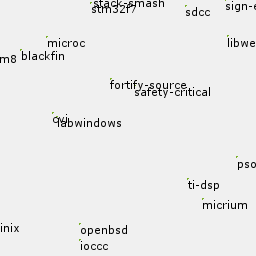 stack-smash
stm32f7
sdcc
sign-e
microc
libwe
m8
blackfin
fortify-source
safety-critical
cvi
labwindows
pso
ti-dsp
micrium
inix
openbsd
ioccc